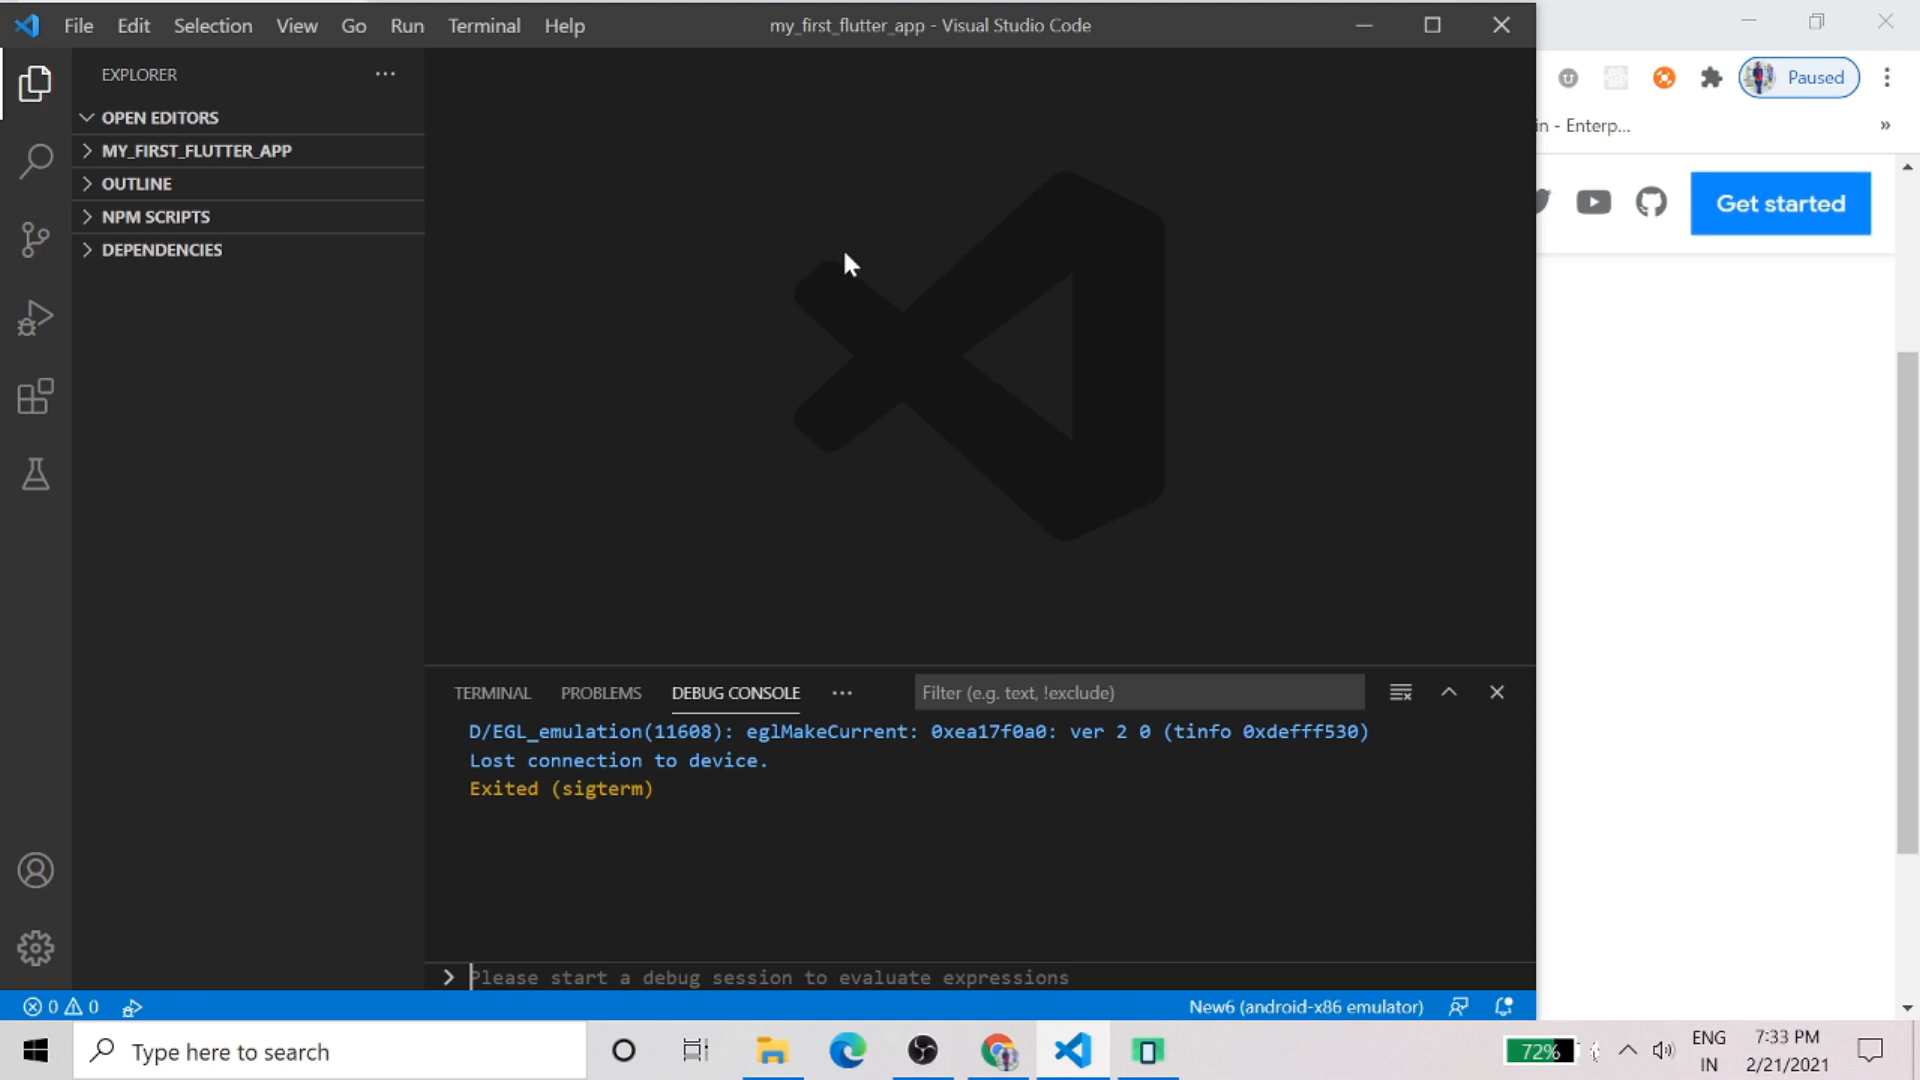 File Edit Selection View Go Run Terminal Help
my_first_flutter_app - Visual Studio Code
EXPLORER
OPEN EDITORS
MY_FIRST_FLUTTER_APP
OUTLINE
NPM SCRIPTS
DEPENDENCIES
Paused
in - Enterp...
Get started
TERMINAL PROBLEMS DEBUG CONSOLE
Filter (e.g. text, !exclude)
D/EGL_emulation(11608): eglMakeCurrent: 0xea17f0a0: ver 2 0 (tinfo 0xdefff530)
Lost connection to device.
Exited (sigterm)
Please start a debug session to evaluate expressions
0 0
New6 (android-x86 emulator)
Type here to search
72%
ENG
IN
7:33 PM
2/21/2021